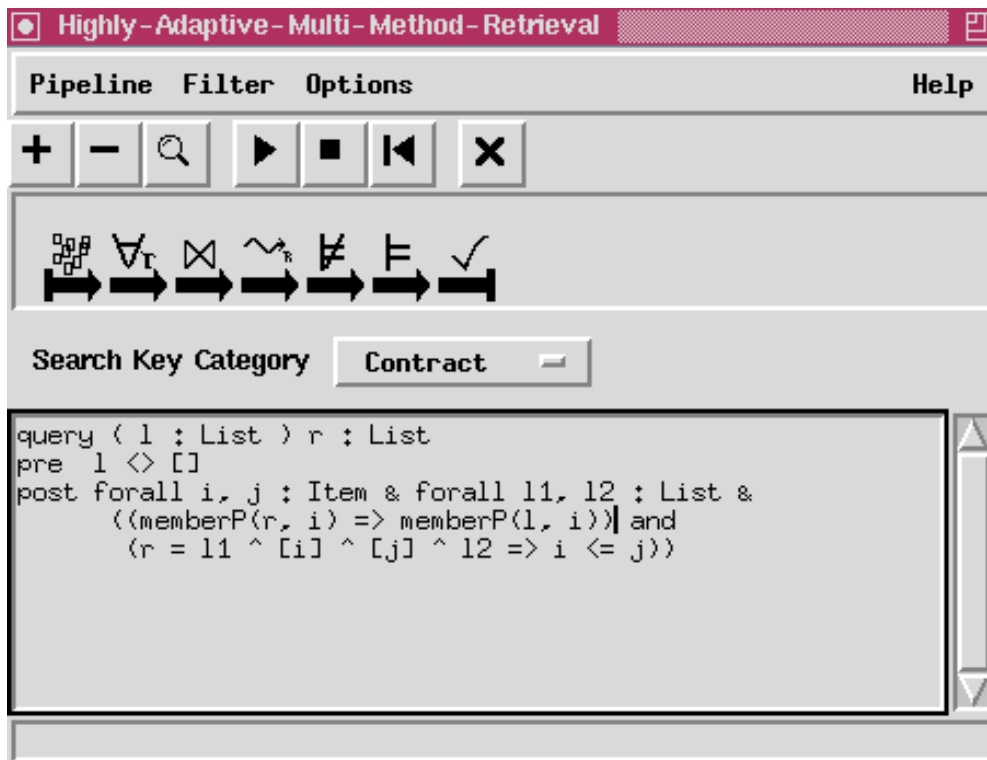 Highly-Adaptive-Multi-Method-Retrieval
Pipeline Filter Options Help
Search Key Category Contract
query ( l : List ) r : List
pre l <> []
post forall i, j : Item & forall l1, l2 : List &
((memberP(r, i) => memberP(l, i)) and
(r = l1 ^ [i] ^ [j] ^ l2 => i <= j))